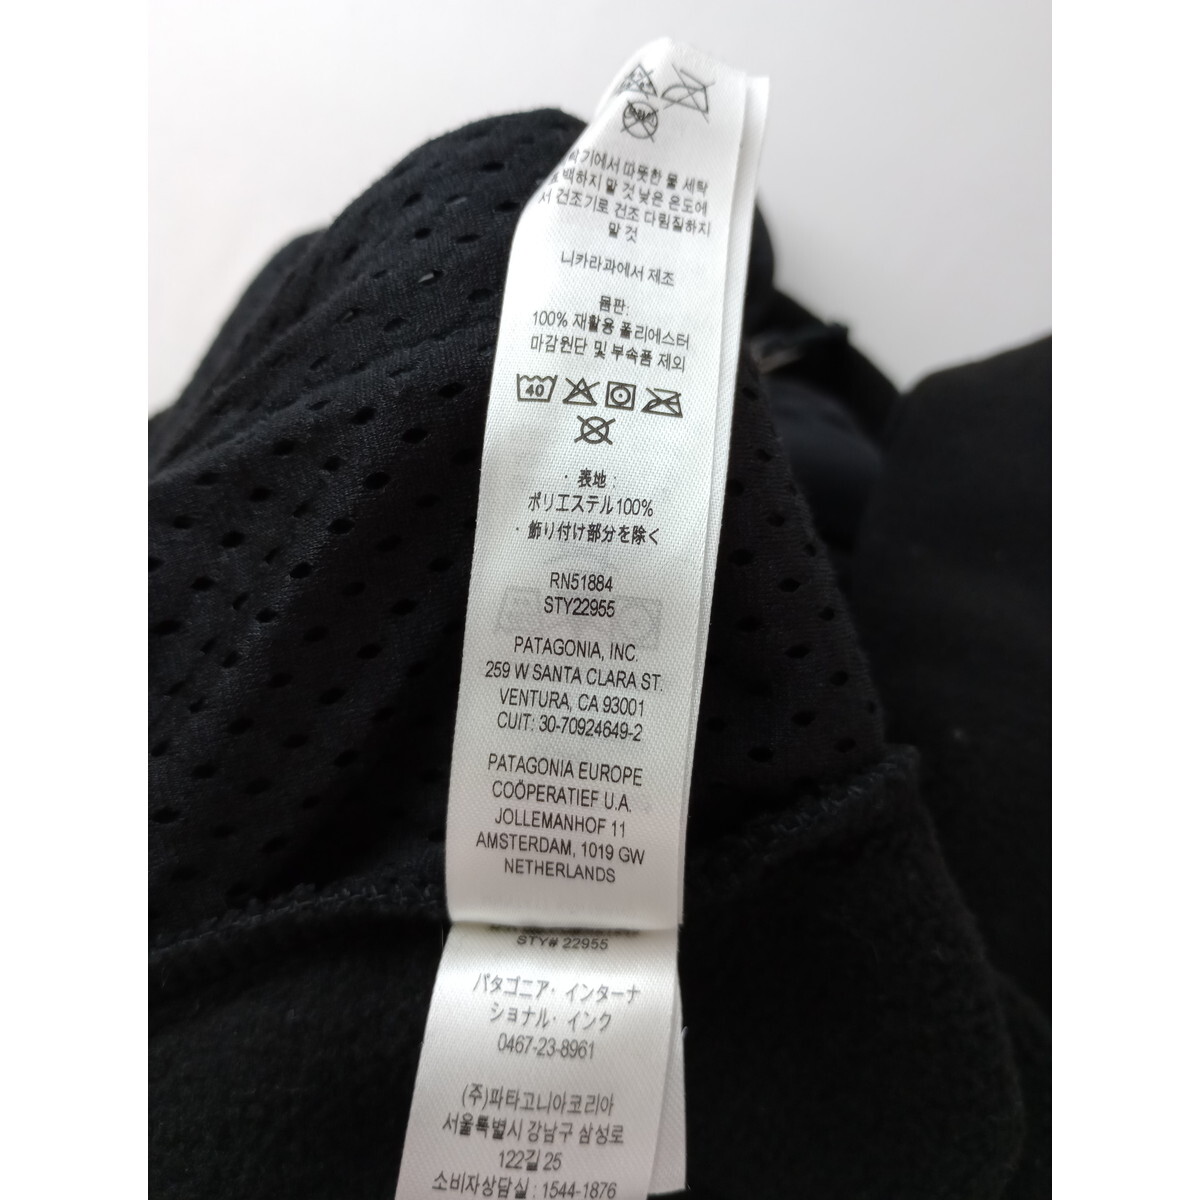 기에서 따뜻한 물 세탁
백하지 말 것 낮은 온도에
서 건조기로 건조 다림질하지
말 것
니카라과에서 제조
몸판:
100% 재활용 폴리에스터
마감원단 및 부속품 제외
40
・表地:
ポリエステル100%
・飾り付け部分を除く
RN51884
STY22955
PATAGONIA, INC.
259 W SANTA CLARA ST.
VENTURA, CA 93001
CUIT: 30-70924649-2
PATAGONIA EUROPE
COÖPERATIEF U.A.
JOLLEMANHOF 11
AMSTERDAM, 1019 GW
NETHERLANDS
STY# 22955
パタゴニア・インターナ
ショナル・インク
0467-23-8961
(주)파타고니아코리아
서울특별시 강남구 삼성로
122길 25
소비자상담실 : 1544-1876